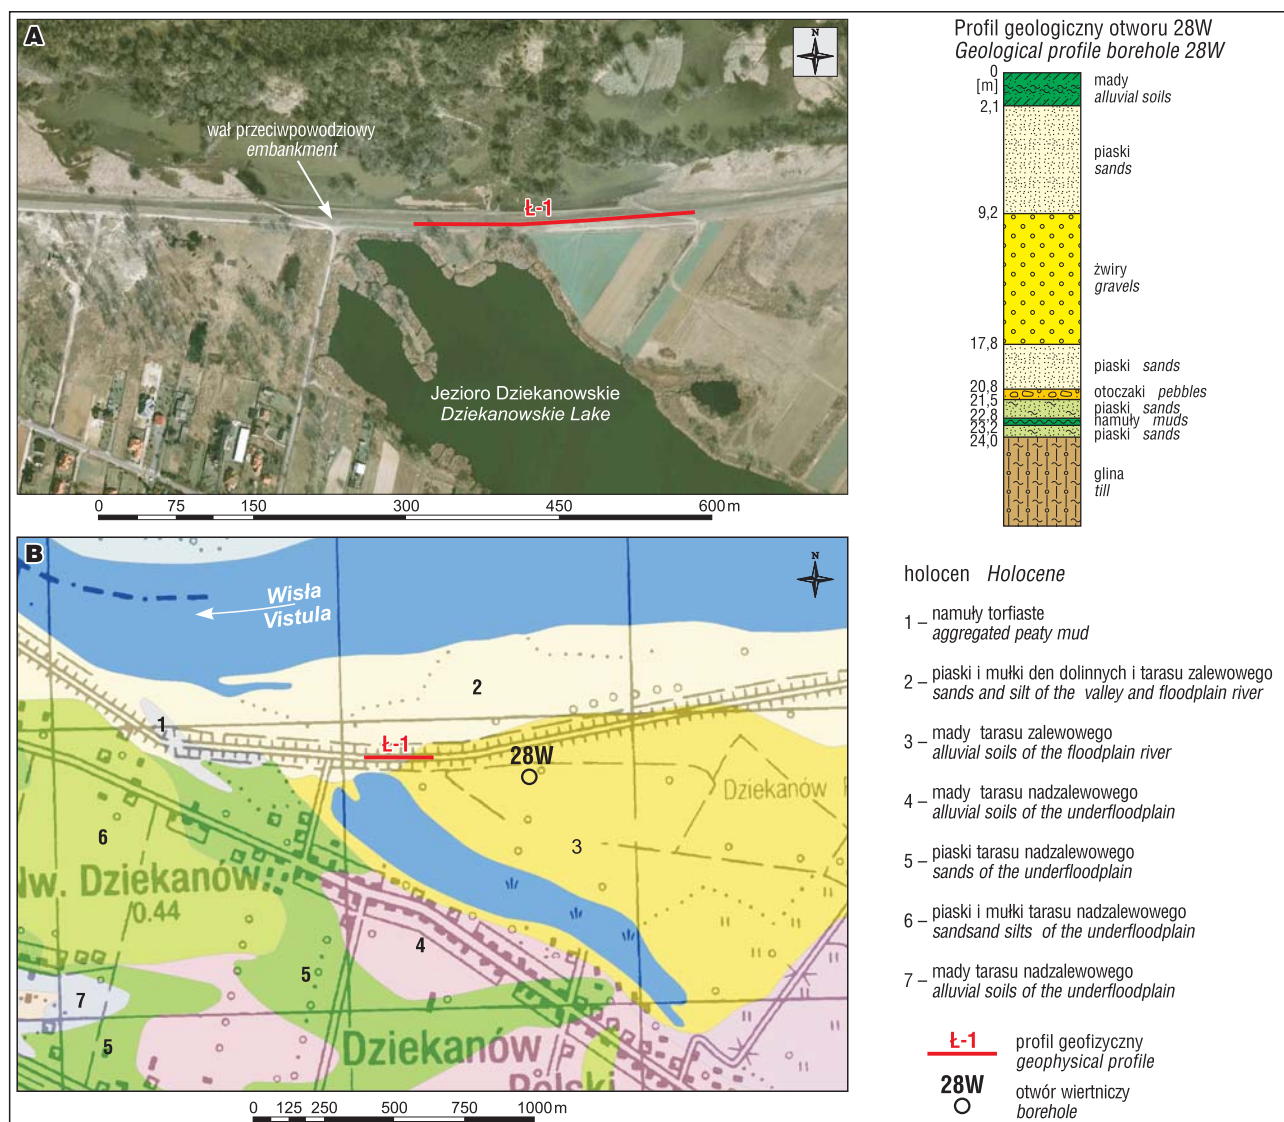 A
N
wał przeciwpowodziowy
embankment
Ł-1
Jezioro Dziekanowskie
Dziekanowskie Lake
0 75 150 300 450 600 m
Profil geologiczny otworu 28W
Geological profile borehole 28W
0
[m]
mady
alluvial soils
2,1
piaski
sands
9,2
żwiry
gravels
17,8
piaski sands
20,8
otoczaki pebbles
21,5
piaski sands
22,8
namuły muds
23,2
piaski sands
24,0
glina
till
B
N
Wisła
Vistula
2
1
Ł-1
28W
Dziekanów
3
6
Nw. Dziekanów
0.44
4
5
7
5
Dziekanów
Polski
0 125 250 500 750 1000 m
holocen Holocene
1 – namuły torfiaste
aggregated peaty mud
2 – piaski i mułki den dolinnych i tarasu zalewowego
sands and silt of the valley and floodplain river
3 – mady tarasu zalewowego
alluvial soils of the floodplain river
4 – mady tarasu nadzalewowego
alluvial soils of the underfloodplain
5 – piaski tarasu nadzalewowego
sands of the underfloodplain
6 – piaski i mułki tarasu nadzalewowego
sandsand silts of the underfloodplain
7 – mady tarasu nadzalewowego
alluvial soils of the underfloodplain
Ł-1 profil geofizyczny
geophysical profile
28W otwór wiertniczy
borehole